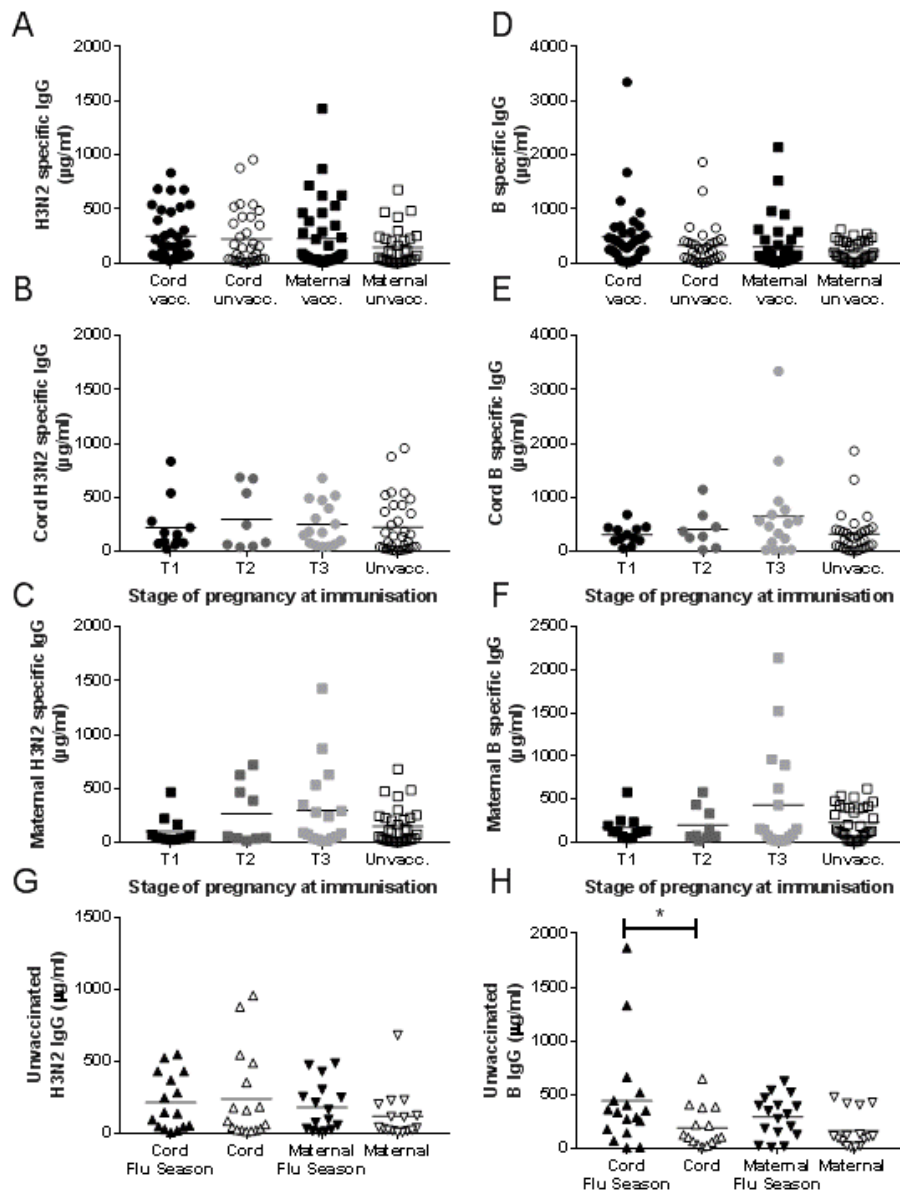 A
H3N2 specific IgG
(µg/ml)
2000
1500
1000
500
0
Cord
vacc.
Cord
unvacc.
Maternal
vacc.
Maternal
unvacc.
D
B specific IgG
(µg/ml)
4000
3000
2000
1000
0
Cord
vacc.
Cord
unvacc.
Maternal
vacc.
Maternal
unvacc.
B
Cord H3N2 specific IgG
(µg/ml)
2000
1500
1000
500
0
T1
T2
T3
Unvacc.
Stage of pregnancy at immunisation
E
Cord B specific IgG
(µg/ml)
4000
3000
2000
1000
0
T1
T2
T3
Unvacc.
Stage of pregnancy at immunisation
C
Maternal H3N2 specific IgG
(µg/ml)
2000
1500
1000
500
0
T1
T2
T3
Unvacc.
Stage of pregnancy at immunisation
F
Maternal B specific IgG
(µg/ml)
2500
2000
1500
1000
500
0
T1
T2
T3
Unvacc.
Stage of pregnancy at immunisation
G
Unvaccinated
H3N2 IgG (µg/ml)
1500
1000
500
0
Cord
Flu Season
Cord
Maternal
Flu Season
Maternal
H
Unvaccinated
B IgG (µg/ml)
2000
1500
1000
500
0
*
Cord
Flu Season
Cord
Maternal
Flu Season
Maternal